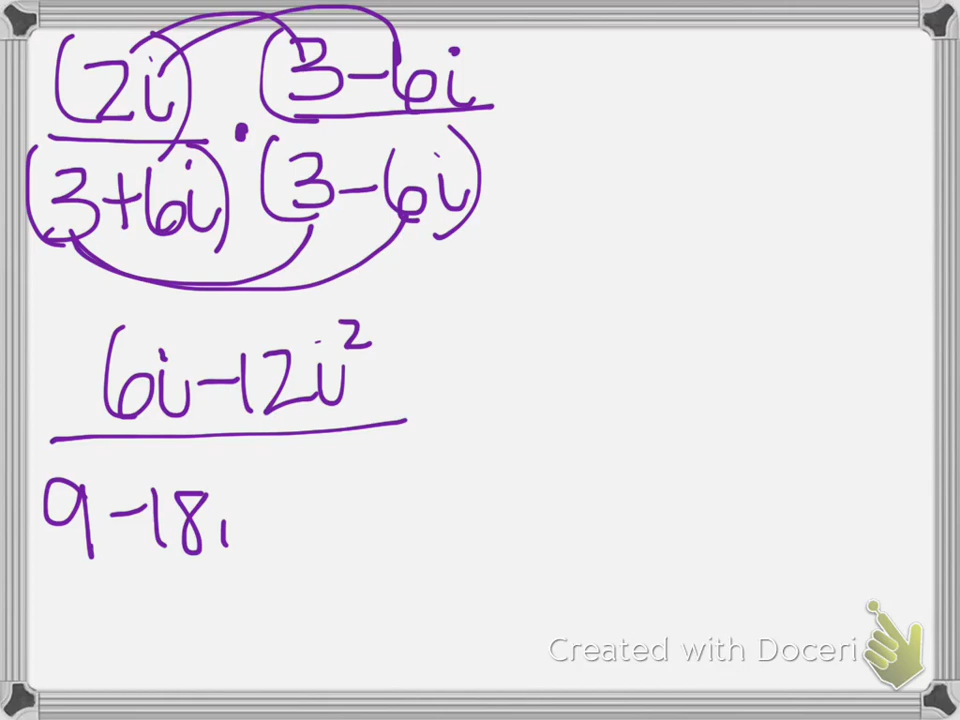 (2i) · (3-6i
(3+6i) (3-6i)
6i-12i²
9-18i
Created with Doceri